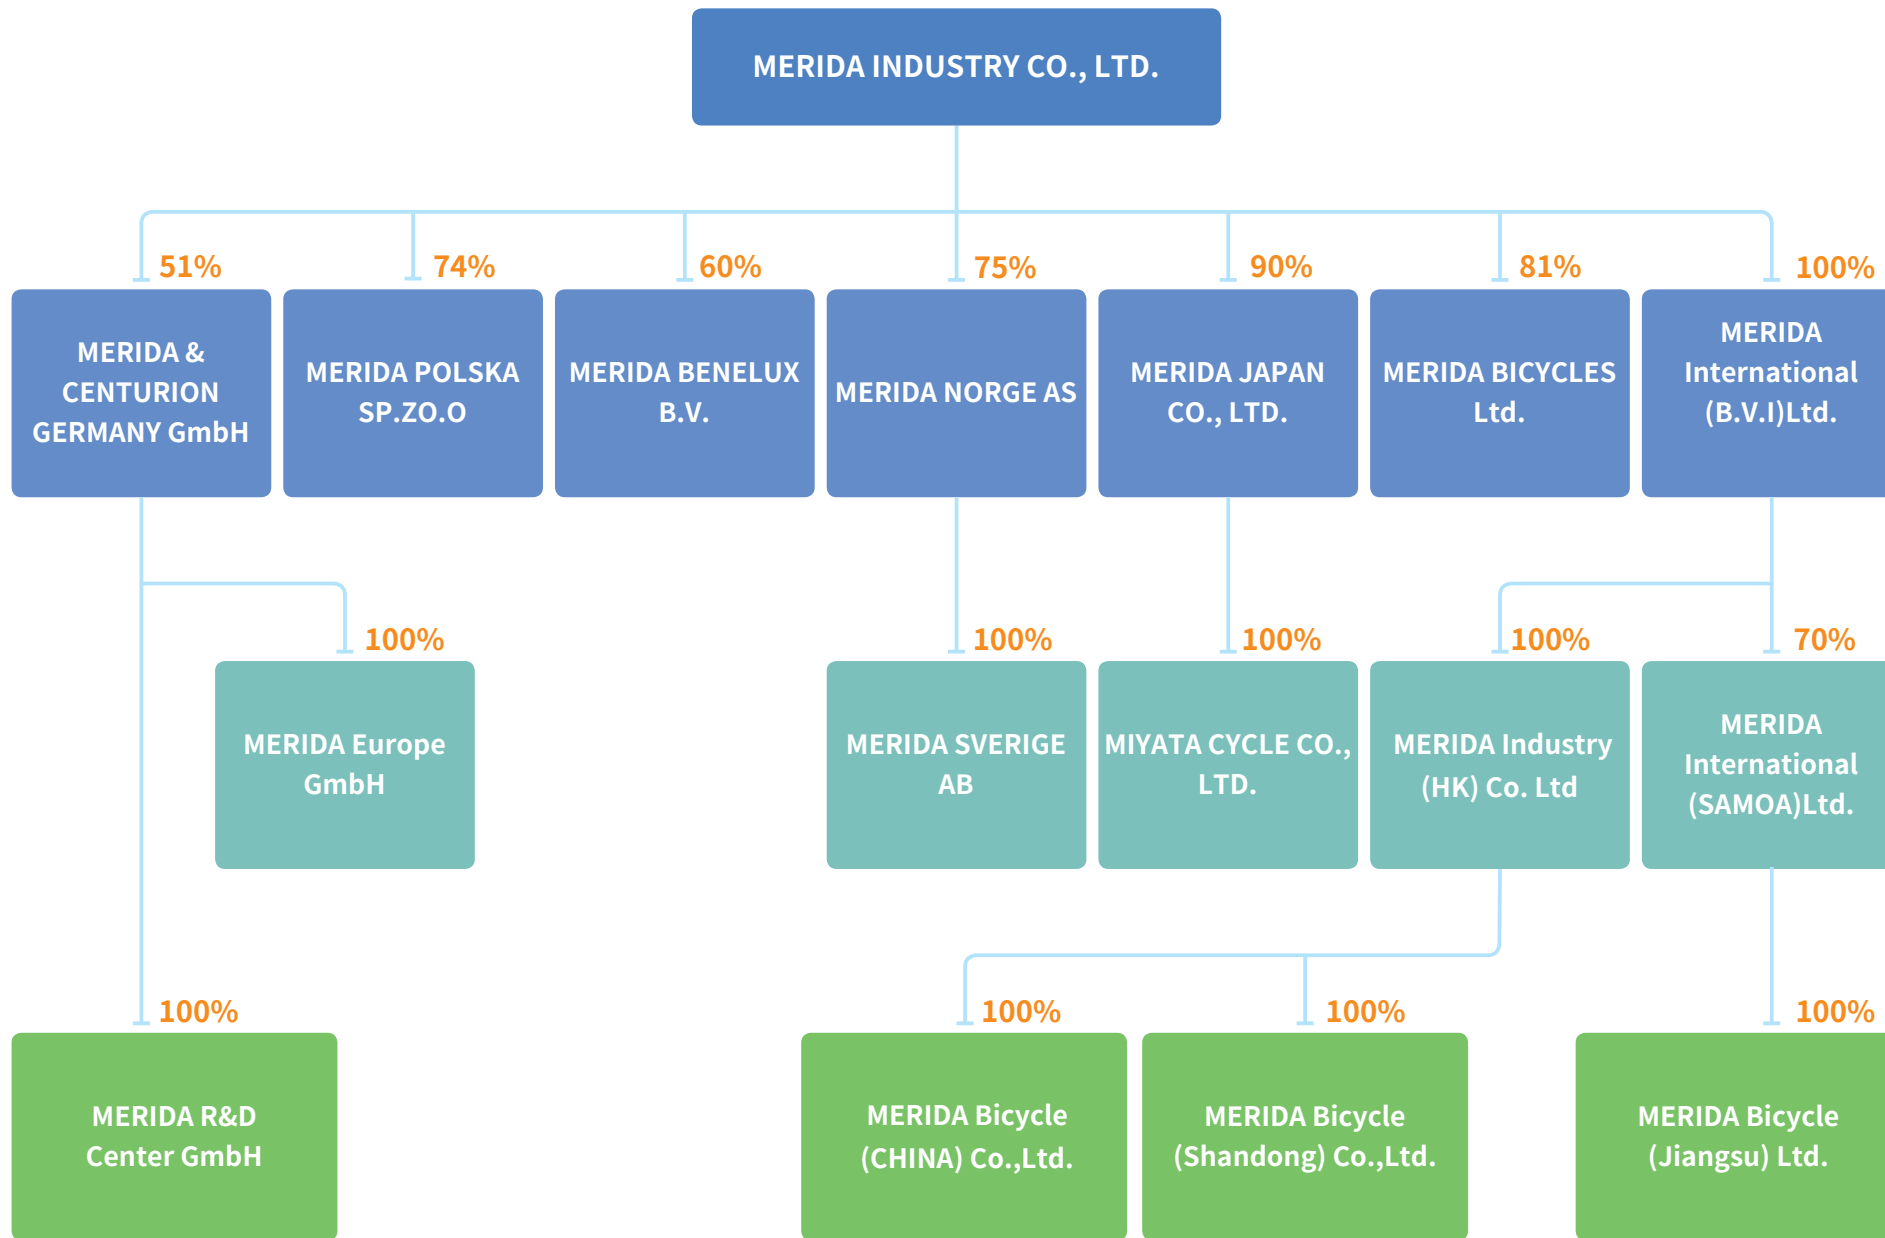 MERIDA INDUSTRY CO., LTD.
51%
74%
60%
75%
90%
81%
100%
MERIDA &
CENTURION
GERMANY GmbH
MERIDA POLSKA
SP.ZO.O
MERIDA BENELUX
B.V.
MERIDA NORGE AS
MERIDA JAPAN
CO., LTD.
MERIDA BICYCLES
Ltd.
MERIDA
International
(B.V.I)Ltd.
100%
100%
100%
100%
70%
MERIDA Europe
GmbH
MERIDA SVERIGE
AB
MIYATA CYCLE CO.,
LTD.
MERIDA Industry
(HK) Co. Ltd
MERIDA
International
(SAMOA)Ltd.
100%
100%
100%
100%
MERIDA R&D
Center GmbH
MERIDA Bicycle
(CHINA) Co.,Ltd.
MERIDA Bicycle
(Shandong) Co.,Ltd.
MERIDA Bicycle
(Jiangsu) Ltd.